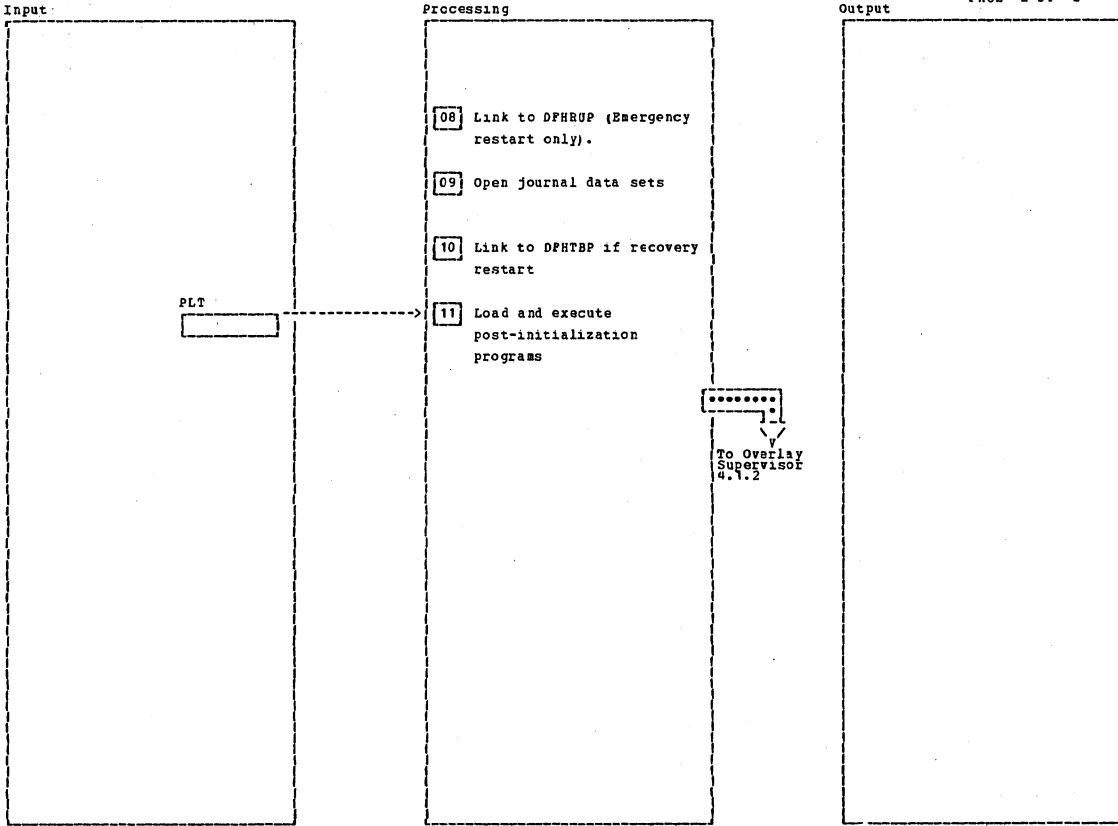 Input
Processing
Output
08 Link to DFHRUP (Emergency
restart only).
09 Open journal data sets
10 Link to DFHTBP if recovery
restart
PLT
11 Load and execute
post-initialization
programs
To Overlay
Supervisor
4.1.2